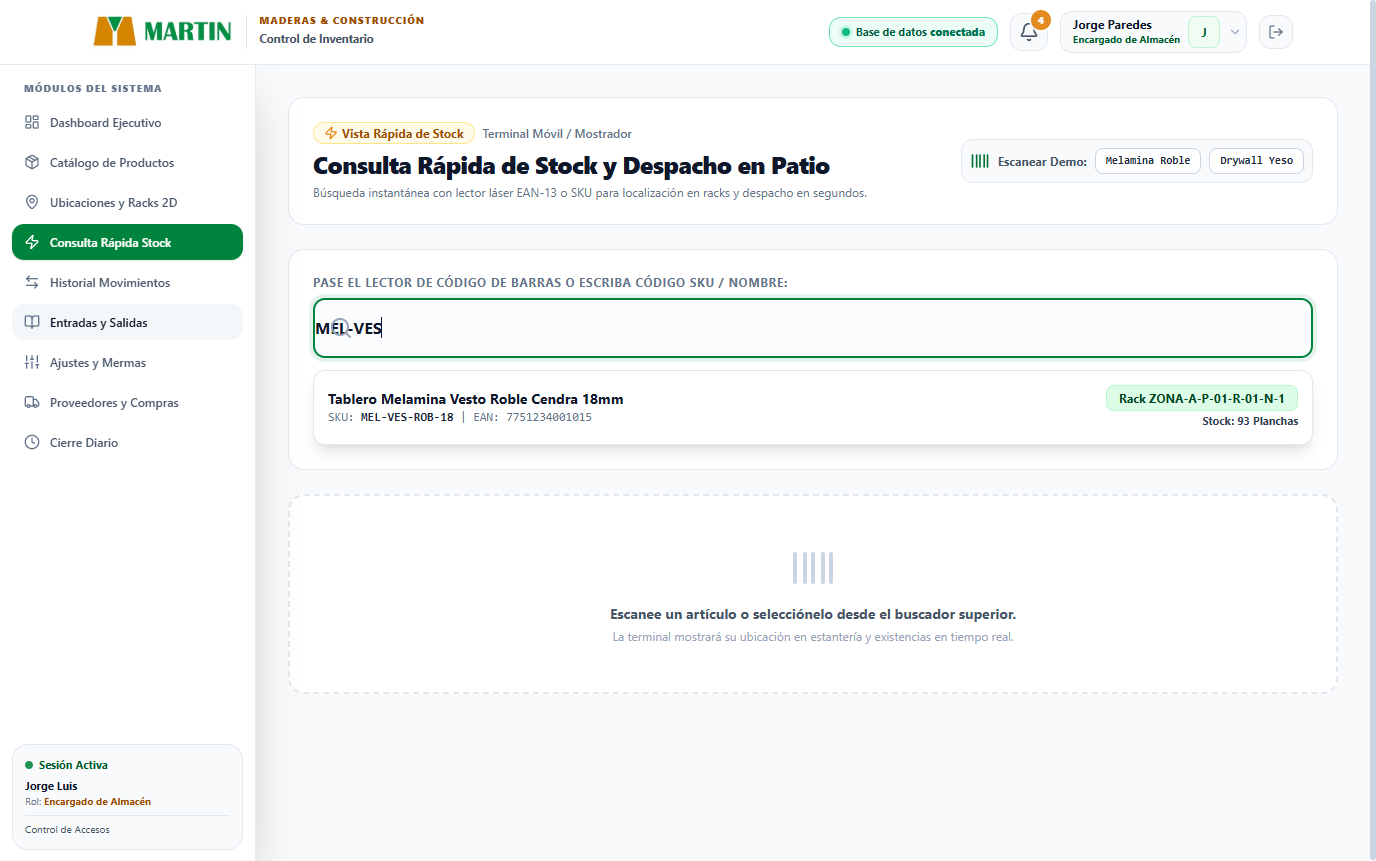 MARTIN
MADERAS & CONSTRUCCIÓN
Control de Inventario
Base de datos conectada
4
Jorge Paredes
Encargado de Almacén
J
MÓDULOS DEL SISTEMA
Dashboard Ejecutivo
Catálogo de Productos
Ubicaciones y Racks 2D
Consulta Rápida Stock
Historial Movimientos
Entradas y Salidas
Ajustes y Mermas
Proveedores y Compras
Cierre Diario
Sesión Activa
Jorge Luis
Rol: Encargado de Almacén
Control de Accesos
Vista Rápida de Stock
Terminal Móvil / Mostrador
Consulta Rápida de Stock y Despacho en Patio
Búsqueda instantánea con lector láser EAN-13 o SKU para localización en racks y despacho en segundos.
Escanear Demo:
Melamina Roble
Drywall Yeso
PASE EL LECTOR DE CÓDIGO DE BARRAS O ESCRIBA CÓDIGO SKU / NOMBRE:
MEL-VES
Tablero Melamina Vesto Roble Cendra 18mm
SKU: MEL-VES-ROB-18 | EAN: 7751234001015
Rack ZONA-A-P-01-R-01-N-1
Stock: 93 Planchas
Escanee un artículo o selecciónelo desde el buscador superior.
La terminal mostrará su ubicación en estantería y existencias en tiempo real.